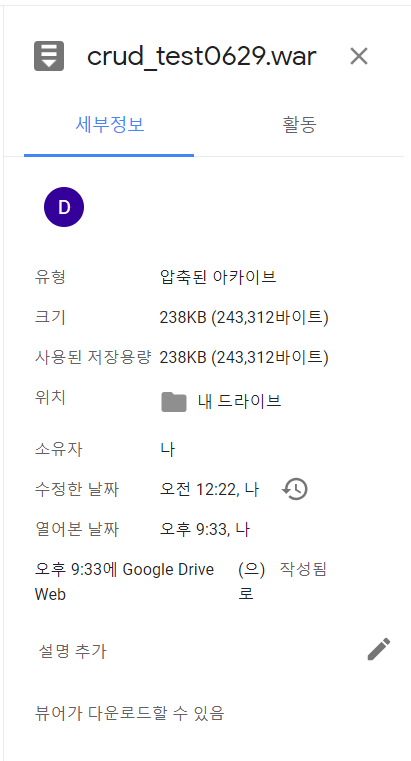 crud_test0629.war
세부정보 활동
D
유형 압축된 아카이브
크기 238KB (243,312바이트)
사용된 저장용량 238KB (243,312바이트)
위치 내 드라이브
소유자 나
수정한 날짜 오전 12:22, 나
열어본 날짜 오후 9:33, 나
오후 9:33에 Google Drive (으) 작성됨
Web 로
설명 추가
뷰어가 다운로드할 수 있음